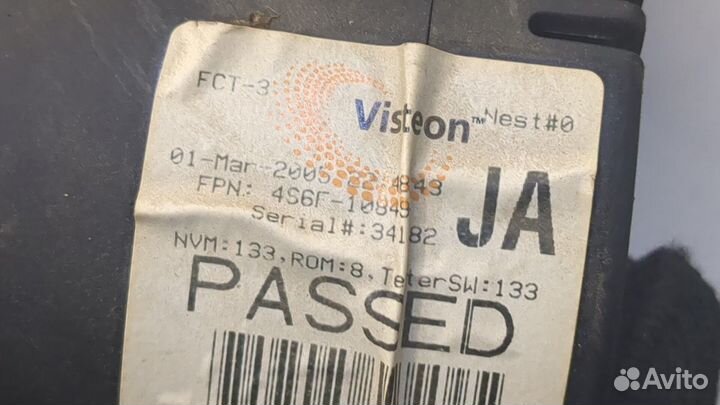 FCT-3
Visteon™ Nest#0
01-Mar-2005
FPN: 4S6F-10849
JA
Serial#:34182
NVM:133,ROM:8,TeterSW:133
PASSED
Avito